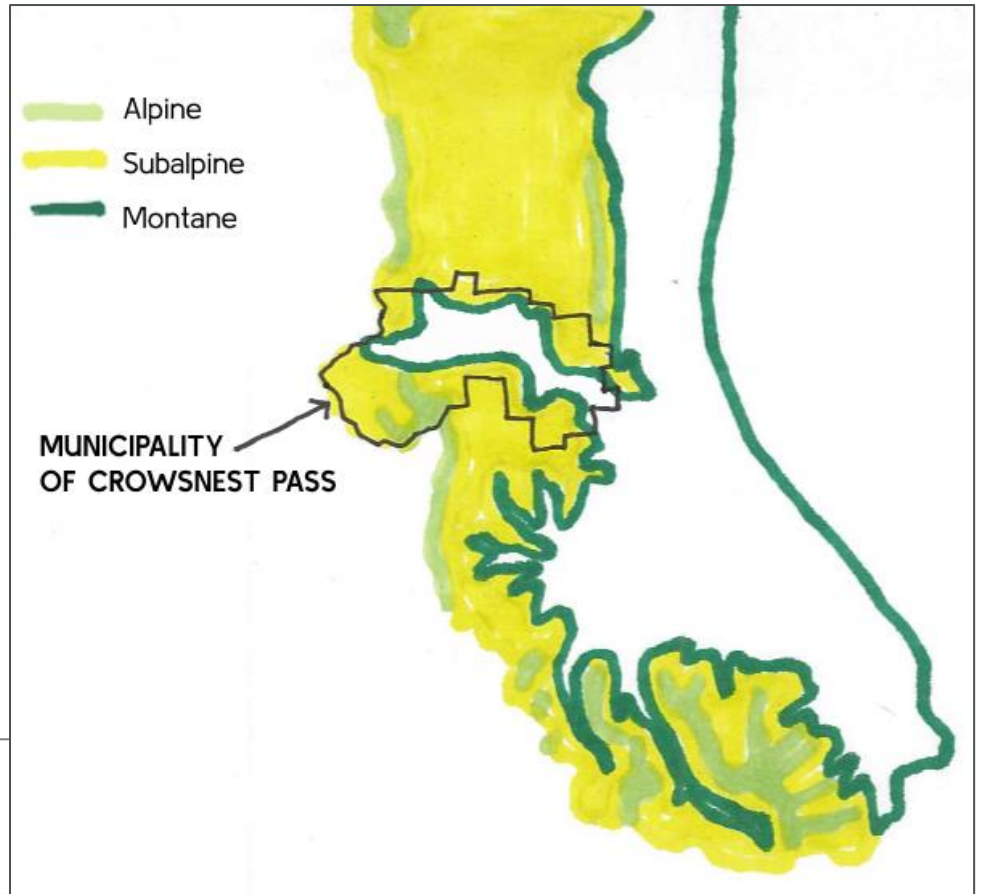 Alpine
Subalpine
Montane
MUNICIPALITY
OF CROWSNEST PASS